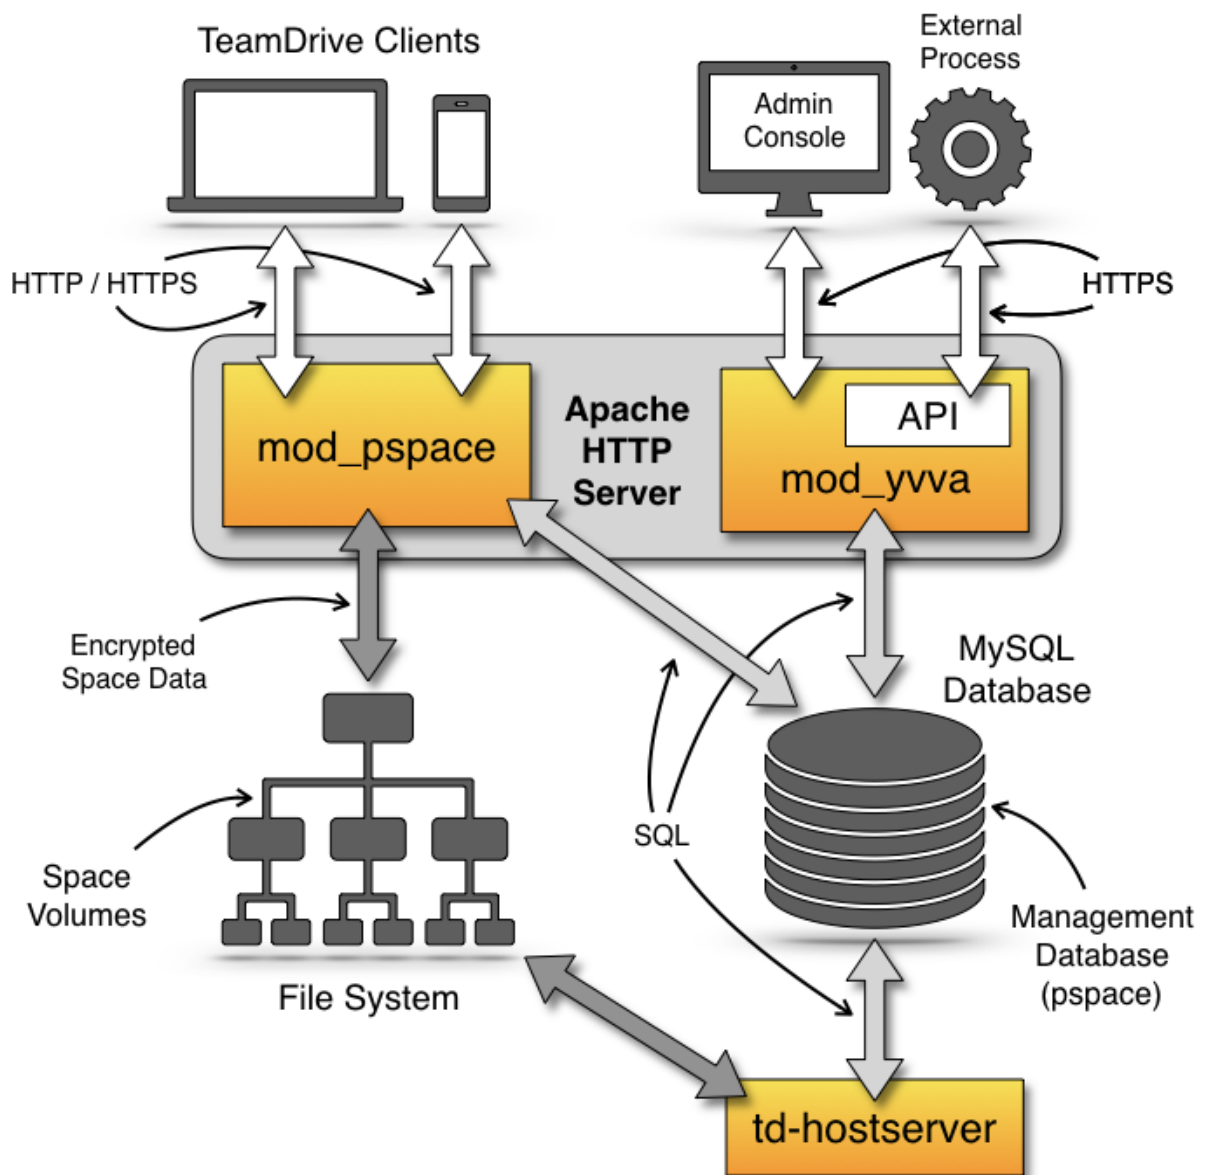 TeamDrive Clients
External
Process
Admin
Console
HTTP / HTTPS
HTTPS
Apache
HTTP
Server
mod_pspace
API
mod_yvva
Encrypted
Space Data
MySQL
Database
SQL
Space
Volumes
Management
Database
(pspace)
File System
td-hostserver